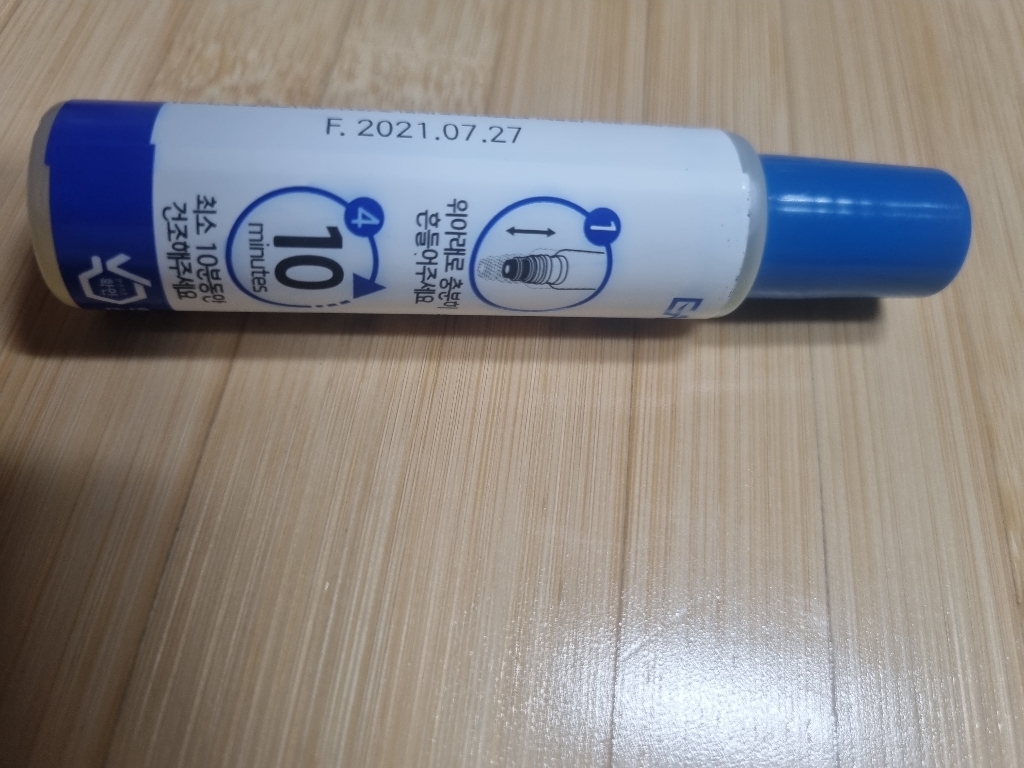 F. 2021.07.27
1
위아래로 충분히
흔들어주세요
4
10
minutes
최소 10분동안
건조해주세요